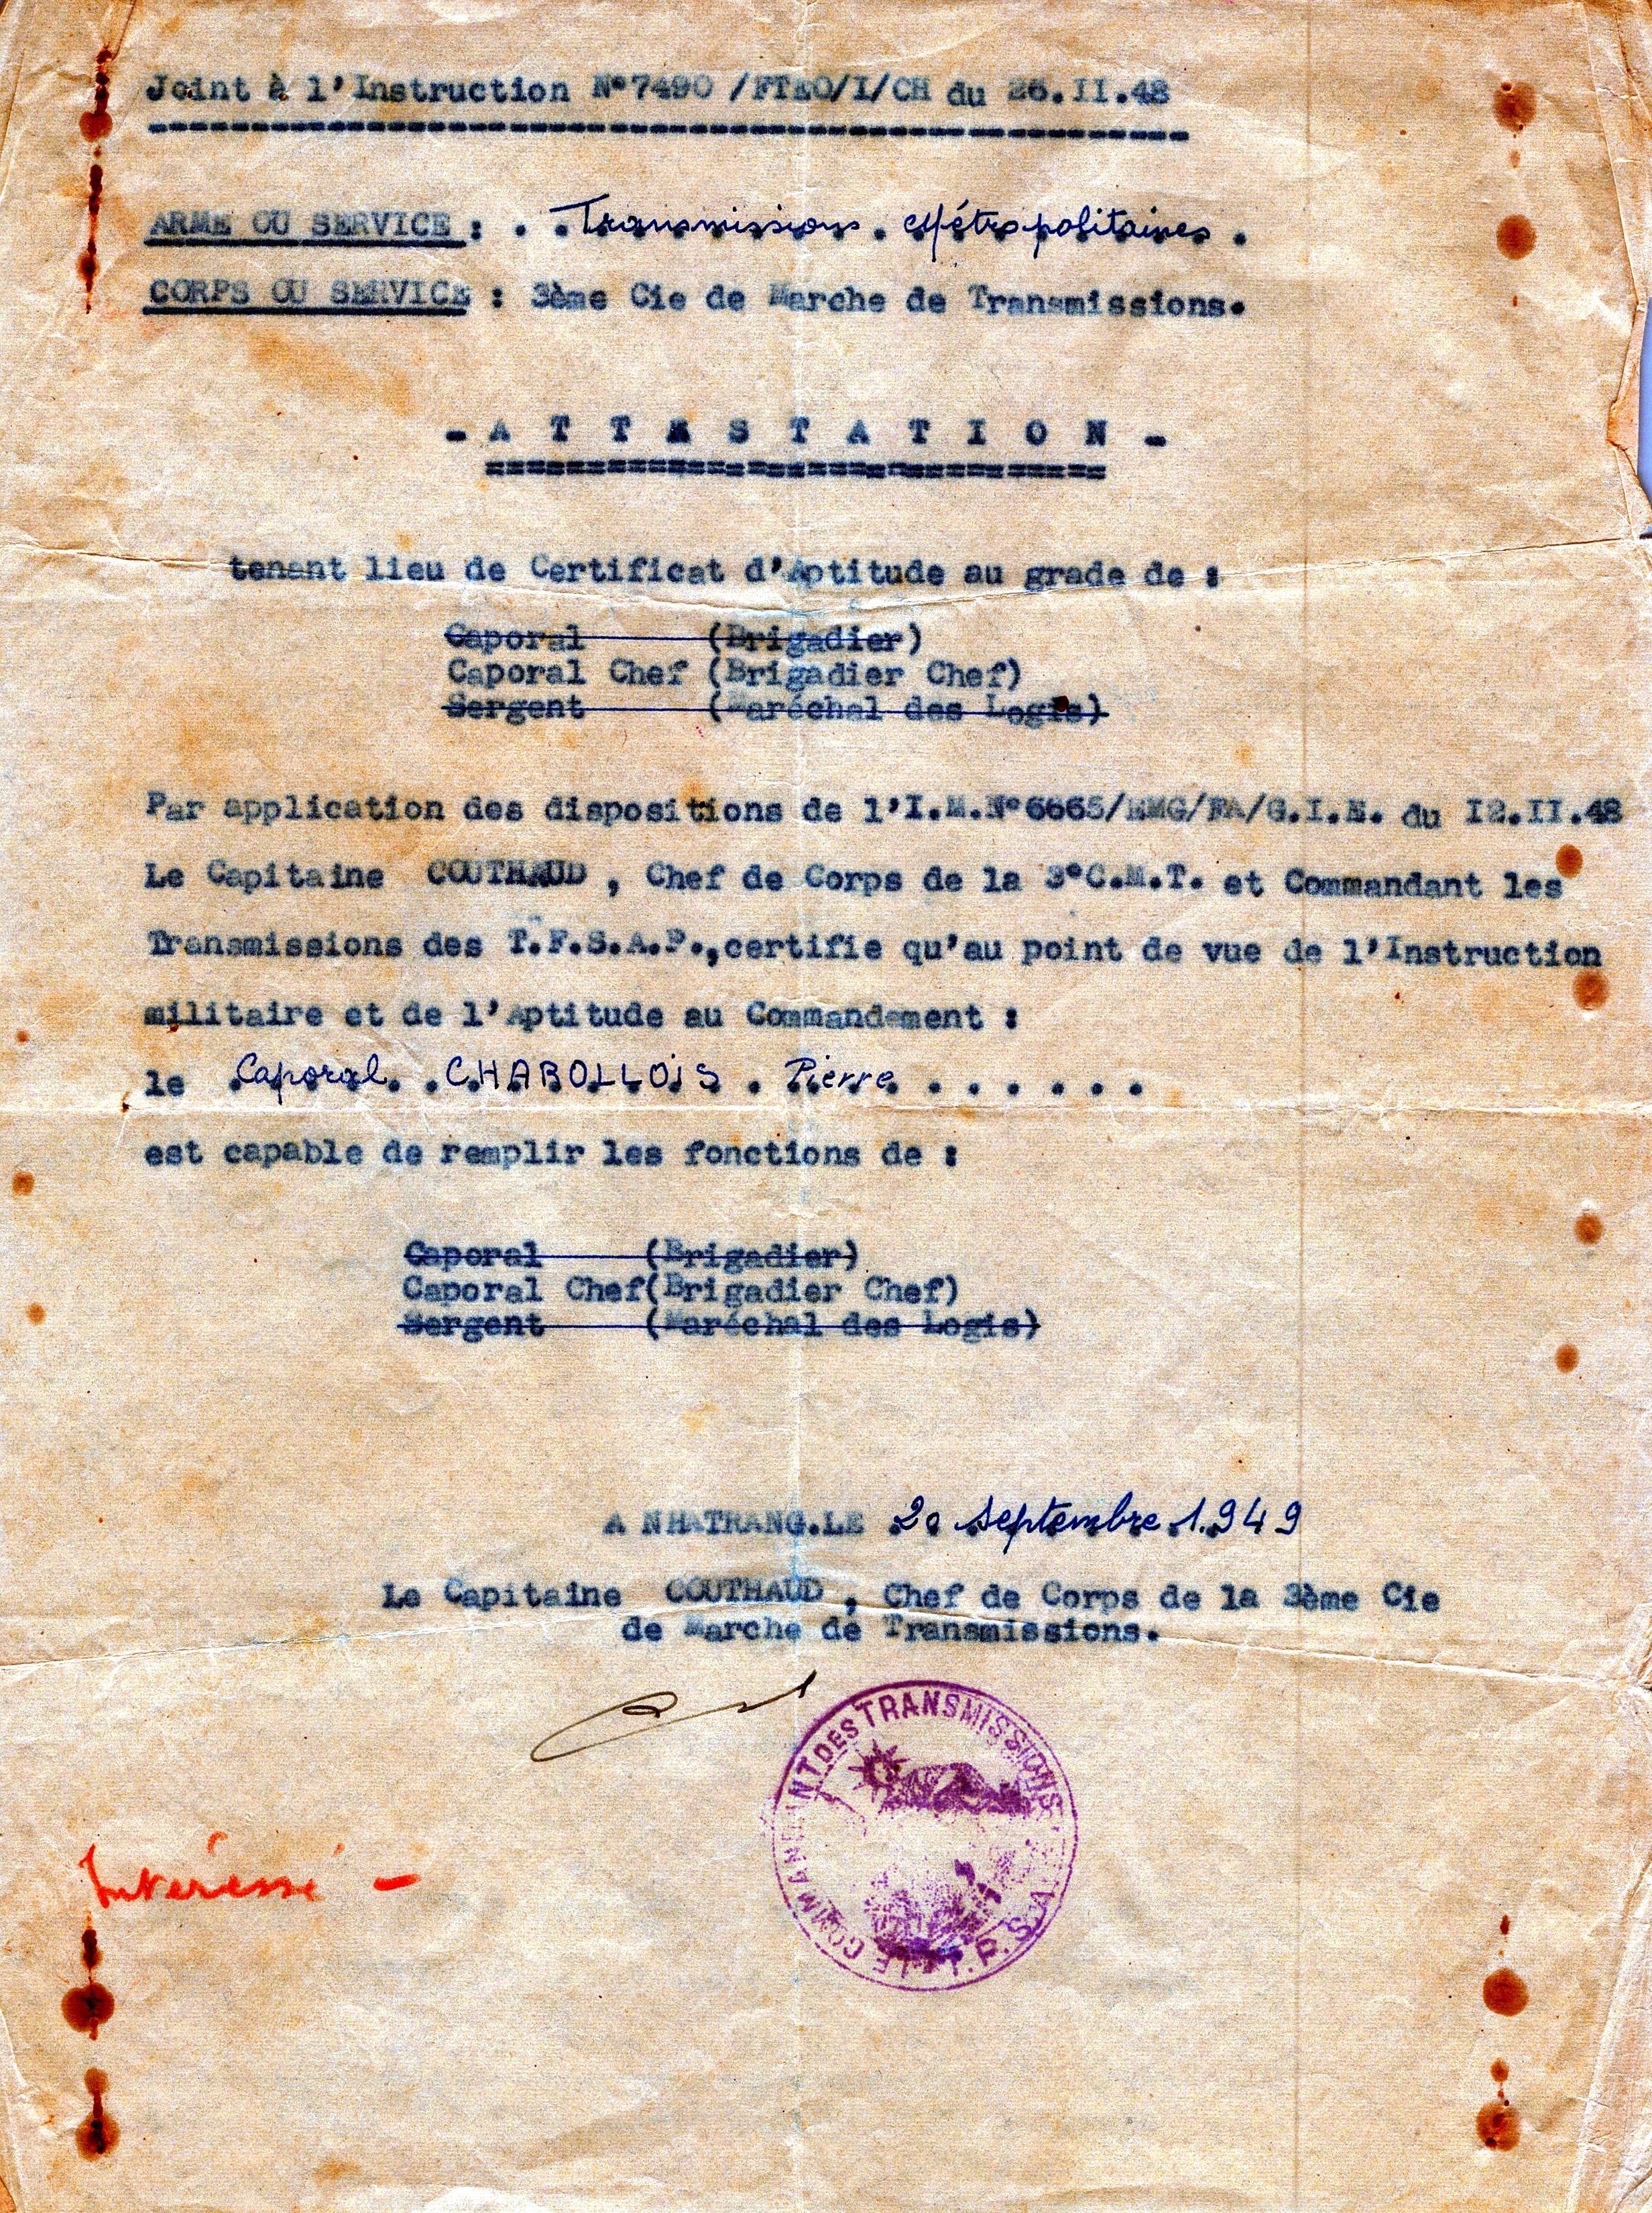 Joint à l'Instruction N°7490 /FTEO/I/CH du 26.II.48
ARME OU SERVICE : . . Transmissions . Métropolitaines .
CORPS OU SERVICE : 3ème Cie de Marche de Transmissions.
- A T T E S T A T I O N -
tenant lieu de Certificat d'Aptitude au grade de :
Caporal (Brigadier)
Caporal Chef (Brigadier Chef)
Sergent (Maréchal des Logis)
Par application des dispositions de l'I.M.N°6665/EMG/FA/G.I.E. du I2.II.48
Le Capitaine COUTHAUD , Chef de Corps de la 3°C.M.T. et Commandant les
Transmissions des T.F.S.A.P.,certifie qu'au point de vue de l'Instruction
militaire et de l'Aptitude au Commandement :
le Caporal. . CHAROLLOIS . Pierre . . . . . .
est capable de remplir les fonctions de :
Caporal (Brigadier)
Caporal Chef(Brigadier Chef)
Sergent (Maréchal des Logis)
A NHATRANG.LE 20 septembre 1.949
Le Capitaine COUTHAUD , Chef de Corps de la 3ème Cie
de Marche de Transmissions.
COMMANDANT DES TRANSMISSIONS
Intéressé -